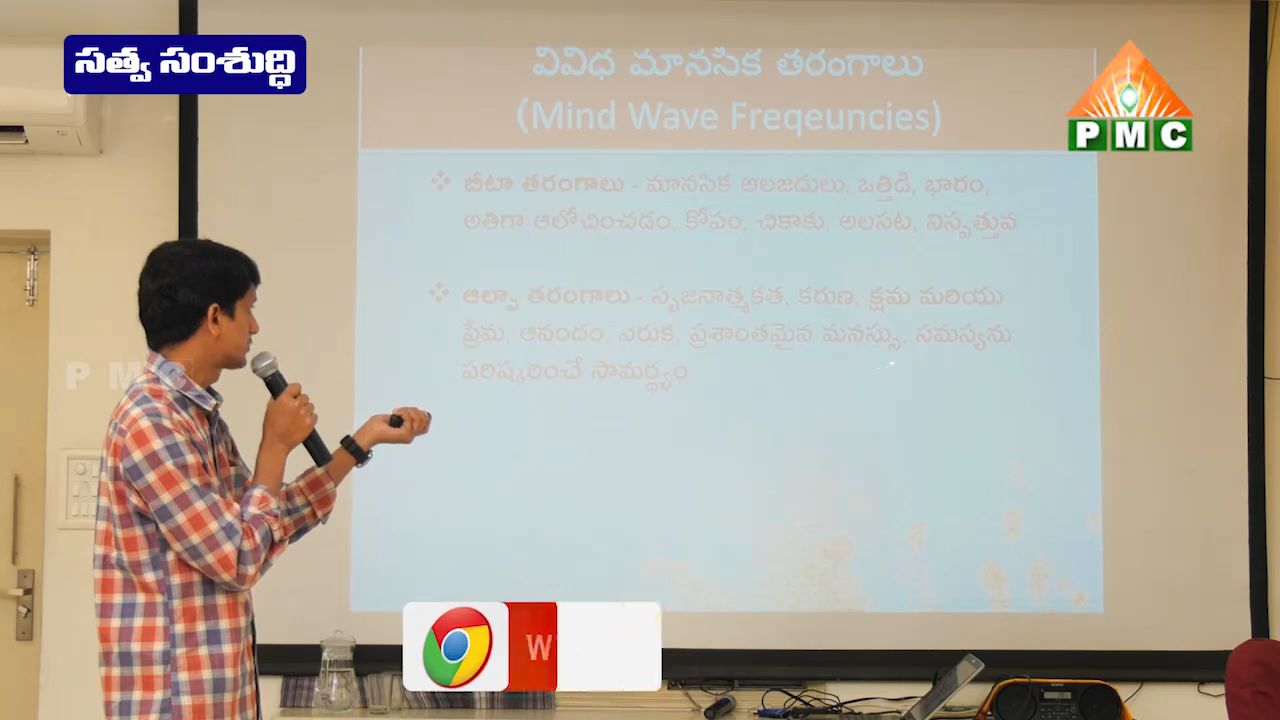 సత్వ సంశుద్ధి
PMC
వివిధ మానసిక తరంగాలు
(Mind Wave Freqeuncies)
❖ బీటా తరంగాలు - మానసిక అలజడులు, ఒత్తిడి, భారం,
అతిగా ఆలోచించడం, కోపం, చికాకు, అలసట, నిస్సత్తువ
❖ ఆల్ఫా తరంగాలు - సృజనాత్మకత, కరుణ, క్షమ మరియు
ప్రేమ, ఆనందం, ఎరుక, ప్రశాంతమైన మనస్సు, సమస్యను
పరిష్కరించే సామర్థ్యం
P M C
W